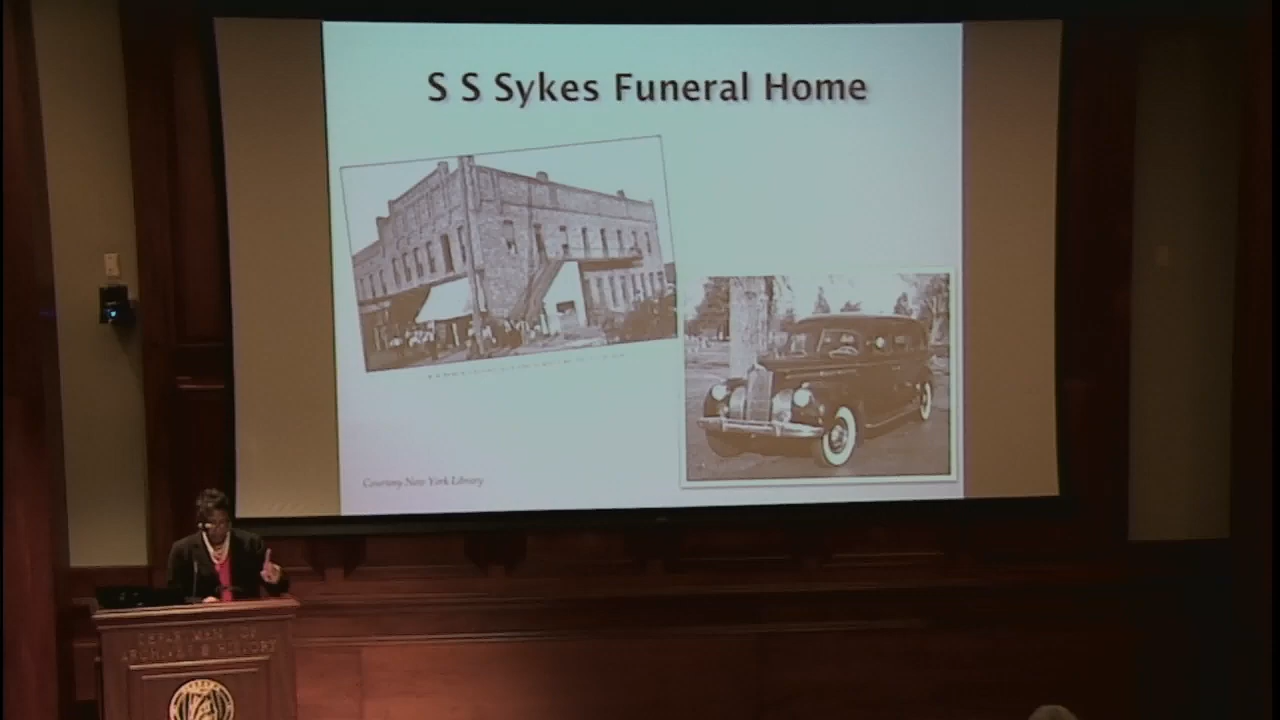 S S Sykes Funeral Home
Courtesy New York Library
DEPARTMENT OF
ARCHIVES & HISTORY